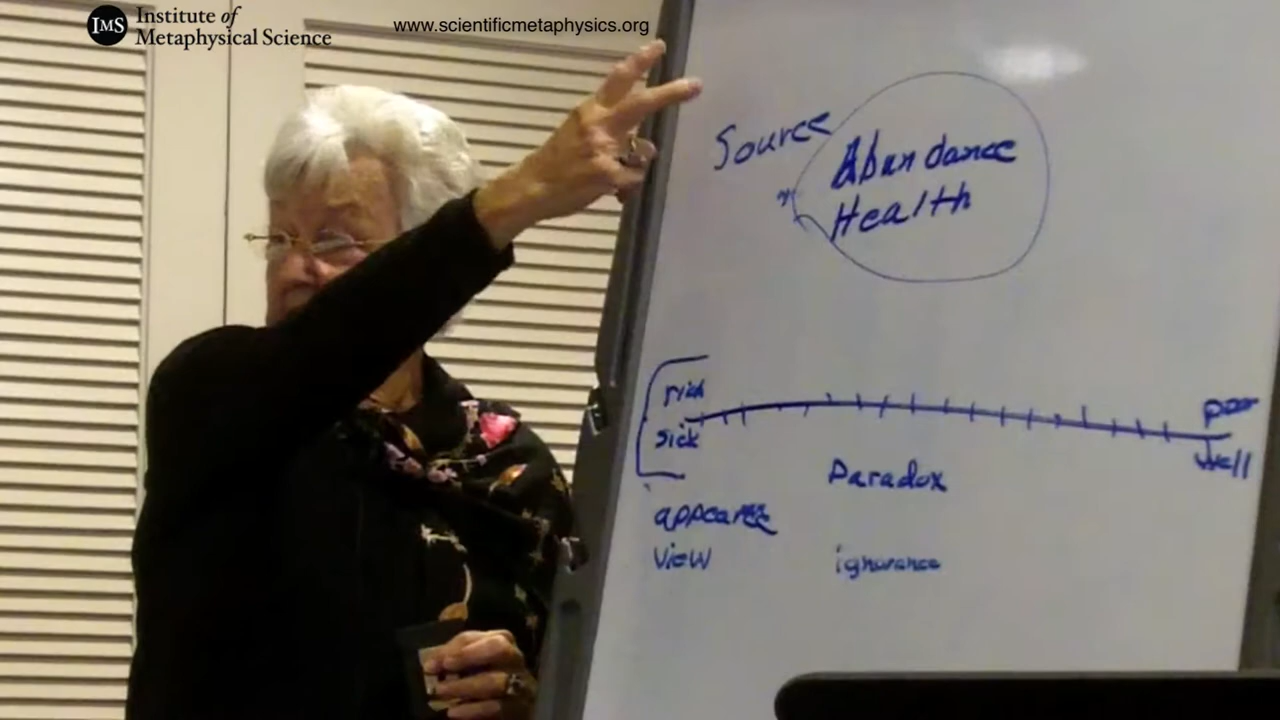 IMS
Institute of
Metaphysical Science
www.scientificmetaphysics.org
Source
Abundance
Health
rich
poor
sick
well
Paradox
appearance
view
ignorance